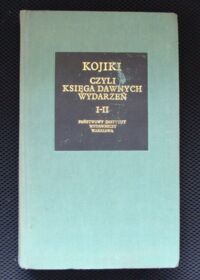 KOJIKI
CZYLI
KSIĘGA DAWNYCH
WYDARZEŃ
I-II
PAŃSTWOWY INSTYTUT
WYDAWNICZY
WARSZAWA